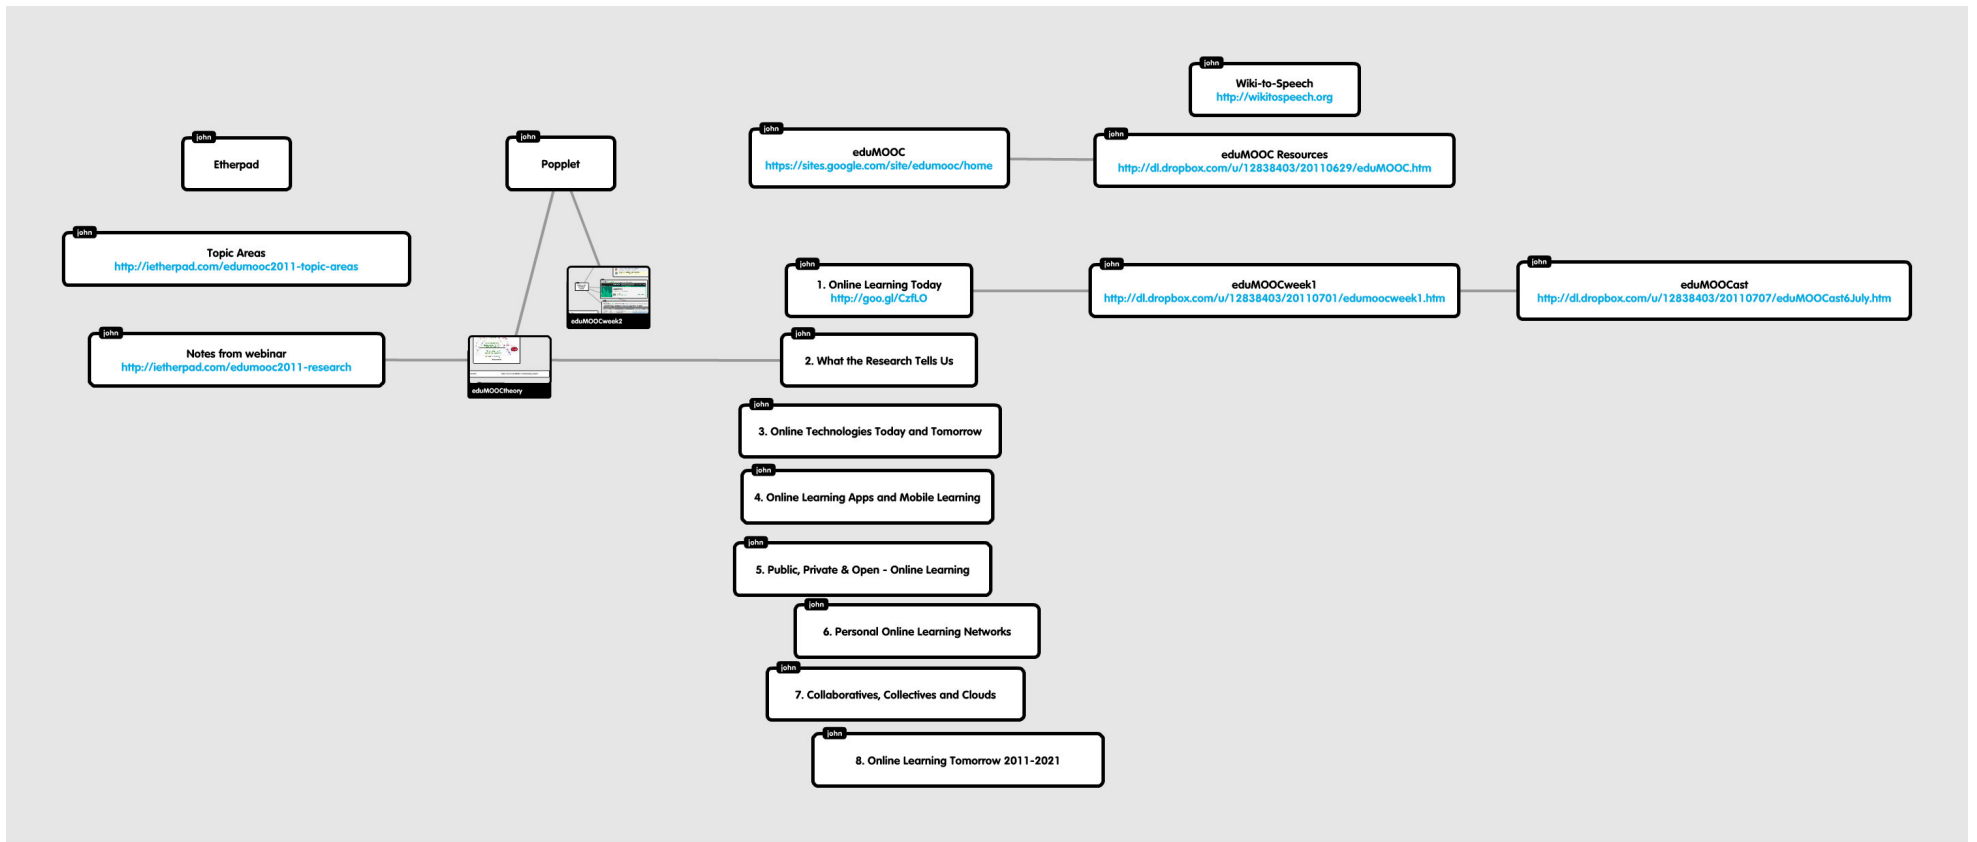 john
Wiki-to-Speech
http://wikitospeech.org
john
Etherpad
john
Popplet
john
eduMOOC
https://sites.google.com/site/edumooc/home
john
eduMOOC Resources
http://dl.dropbox.com/u/12838403/20110629/eduMOOC.htm
john
Topic Areas
http://ietherpad.com/edumooc2011-topic-areas
eduMOOCweek2
john
1. Online Learning Today
http://goo.gl/CzfLO
john
eduMOOCweek1
http://dl.dropbox.com/u/12838403/20110701/edumoocweek1.htm
john
eduMOOCast
http://dl.dropbox.com/u/12838403/20110707/eduMOOCast6July.htm
john
Notes from webinar
http://ietherpad.com/edumooc2011-research
eduMOOCtheory
john
2. What the Research Tells Us
john
3. Online Technologies Today and Tomorrow
john
4. Online Learning Apps and Mobile Learning
john
5. Public, Private & Open - Online Learning
john
6. Personal Online Learning Networks
john
7. Collaboratives, Collectives and Clouds
john
8. Online Learning Tomorrow 2011-2021